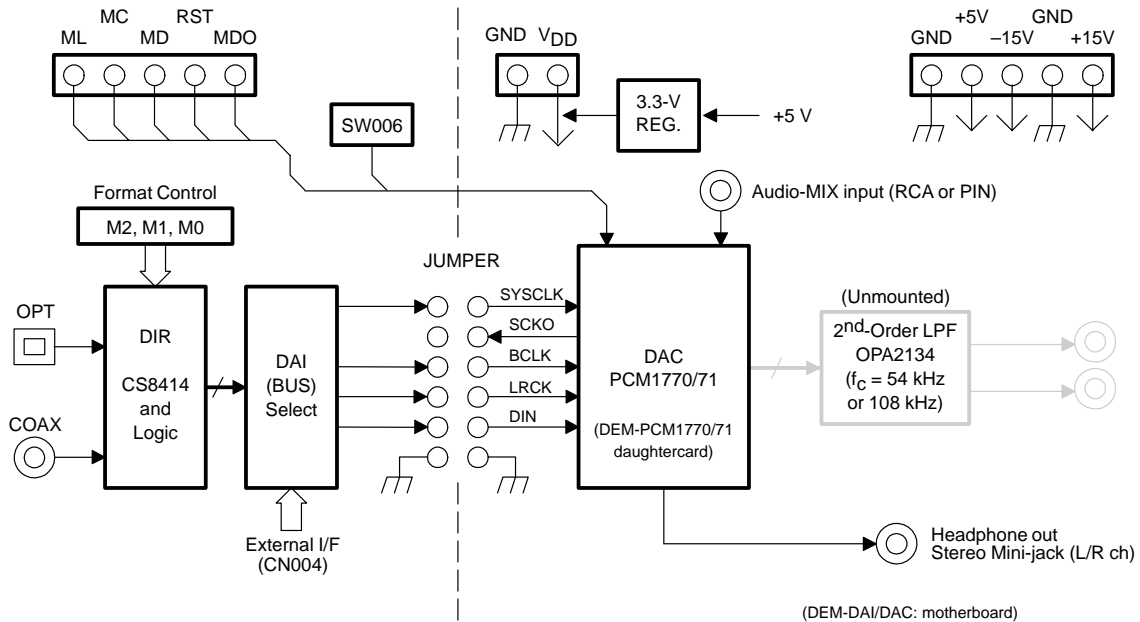 MC RST
ML MD MDO
GND VDD
+5V GND
GND –15V +15V
3.3-V
REG.
+5 V
SW006
Audio-MIX input (RCA or PIN)
Format Control
M2, M1, M0
JUMPER
OPT
COAX
DIR
CS8414
and
Logic
DAI
(BUS)
Select
External I/F
(CN004)
SYSCLK
SCKO
BCLK
LRCK
DIN
DAC
PCM1770/71
(DEM-PCM1770/71
daughtercard)
(Unmounted)
2nd-Order LPF
OPA2134
(fC = 54 kHz
or 108 kHz)
Headphone out
Stereo Mini-jack (L/R ch)
(DEM-DAI/DAC: motherboard)